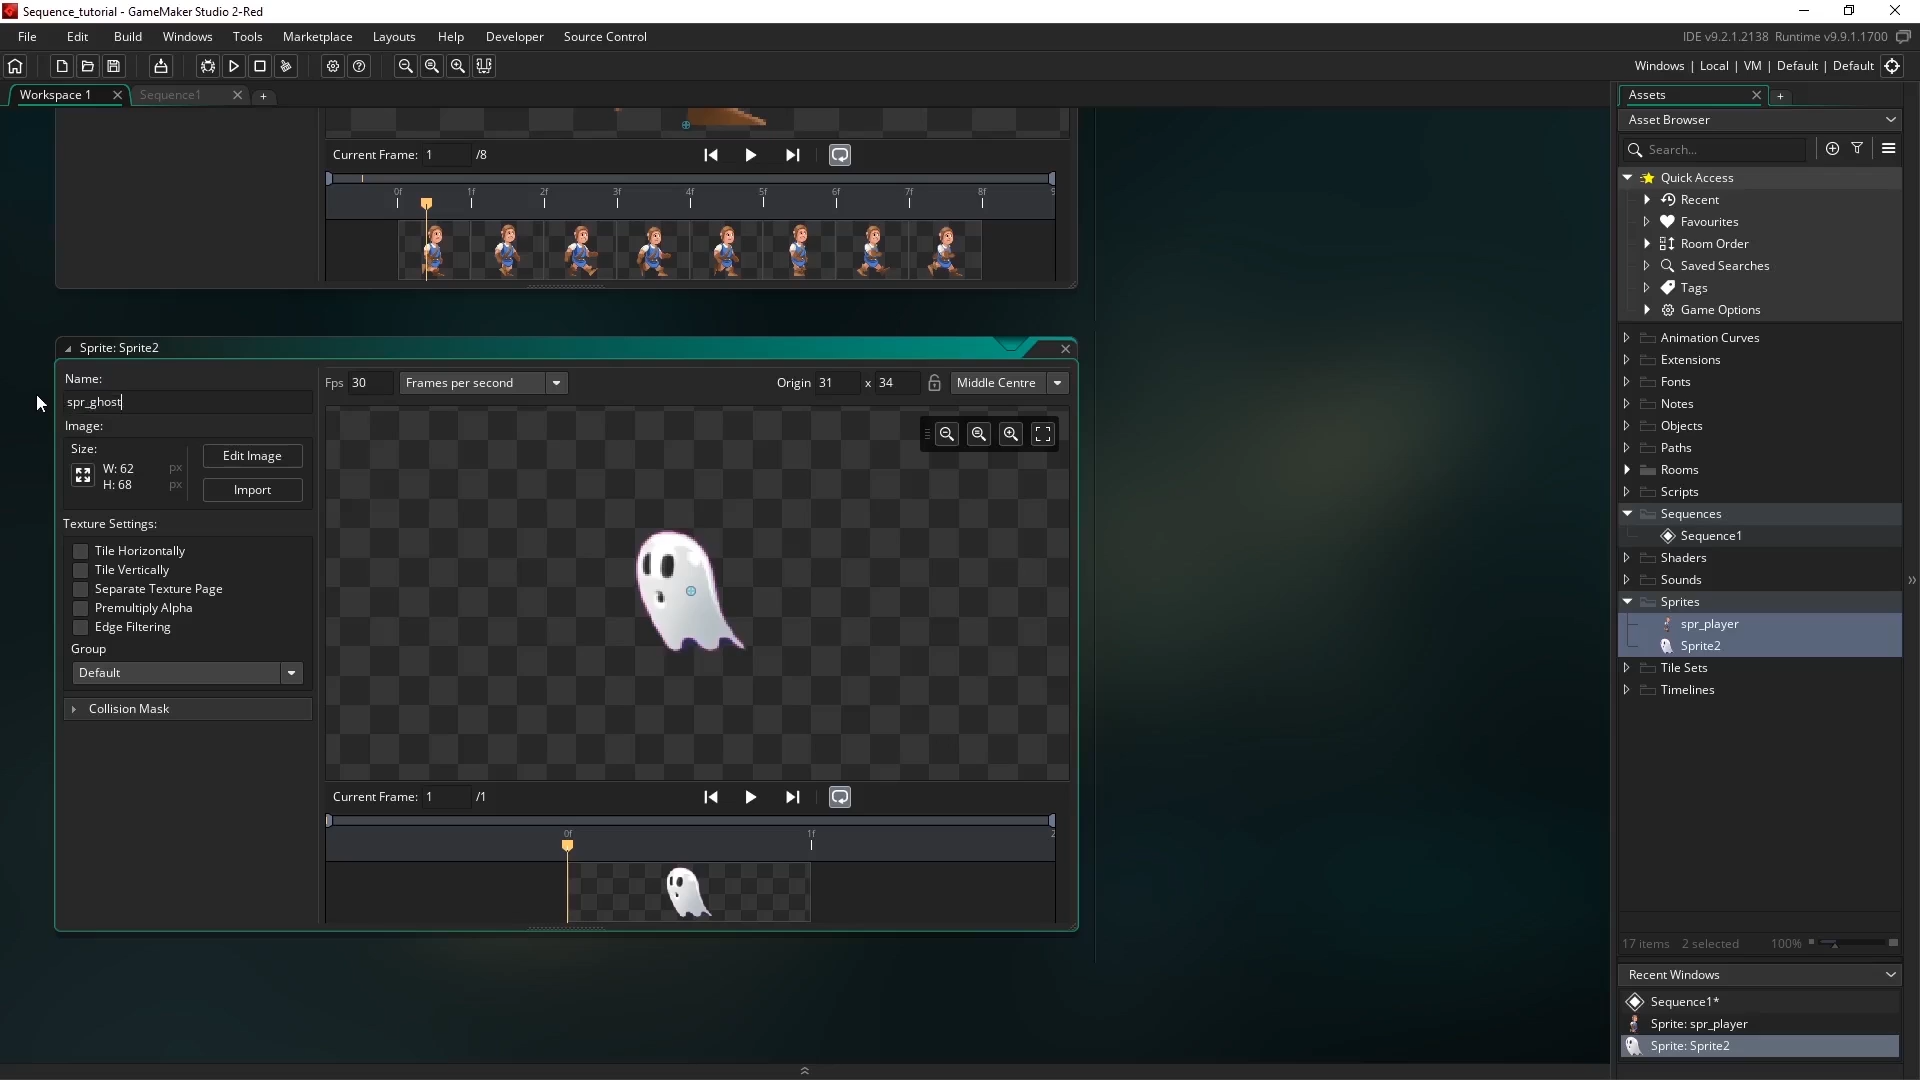 Sequence_tutorial - GameMaker Studio 2-Red
File Edit Build Windows Tools Marketplace Layouts Help Developer Source Control
IDE v9.2.1.2138 Runtime v9.9.1.1700
Windows | Local | VM | Default | Default
Workspace 1
Sequence1
Assets
Asset Browser
Search...
Quick Access
Recent
Favourites
Room Order
Saved Searches
Tags
Game Options
Animation Curves
Extensions
Fonts
Notes
Objects
Paths
Rooms
Scripts
Sequences
Sequence1
Shaders
Sounds
Sprites
spr_player
Sprite2
Tile Sets
Timelines
17 items 2 selected 100%
Recent Windows
Sequence1*
Sprite: spr_player
Sprite: Sprite2
Current Frame: 1 /8
0f 1f 2f 3f 4f 5f 6f 7f 8f 9
Sprite: Sprite2
Name:
spr_ghost
Image:
Size:
W: 62 px
H: 68 px
Edit Image
Import
Texture Settings:
Tile Horizontally
Tile Vertically
Separate Texture Page
Premultiply Alpha
Edge Filtering
Group
Default
Collision Mask
Fps 30 Frames per second
Origin 31 x 34 Middle Centre
Current Frame: 1 /1
0f 1f 2